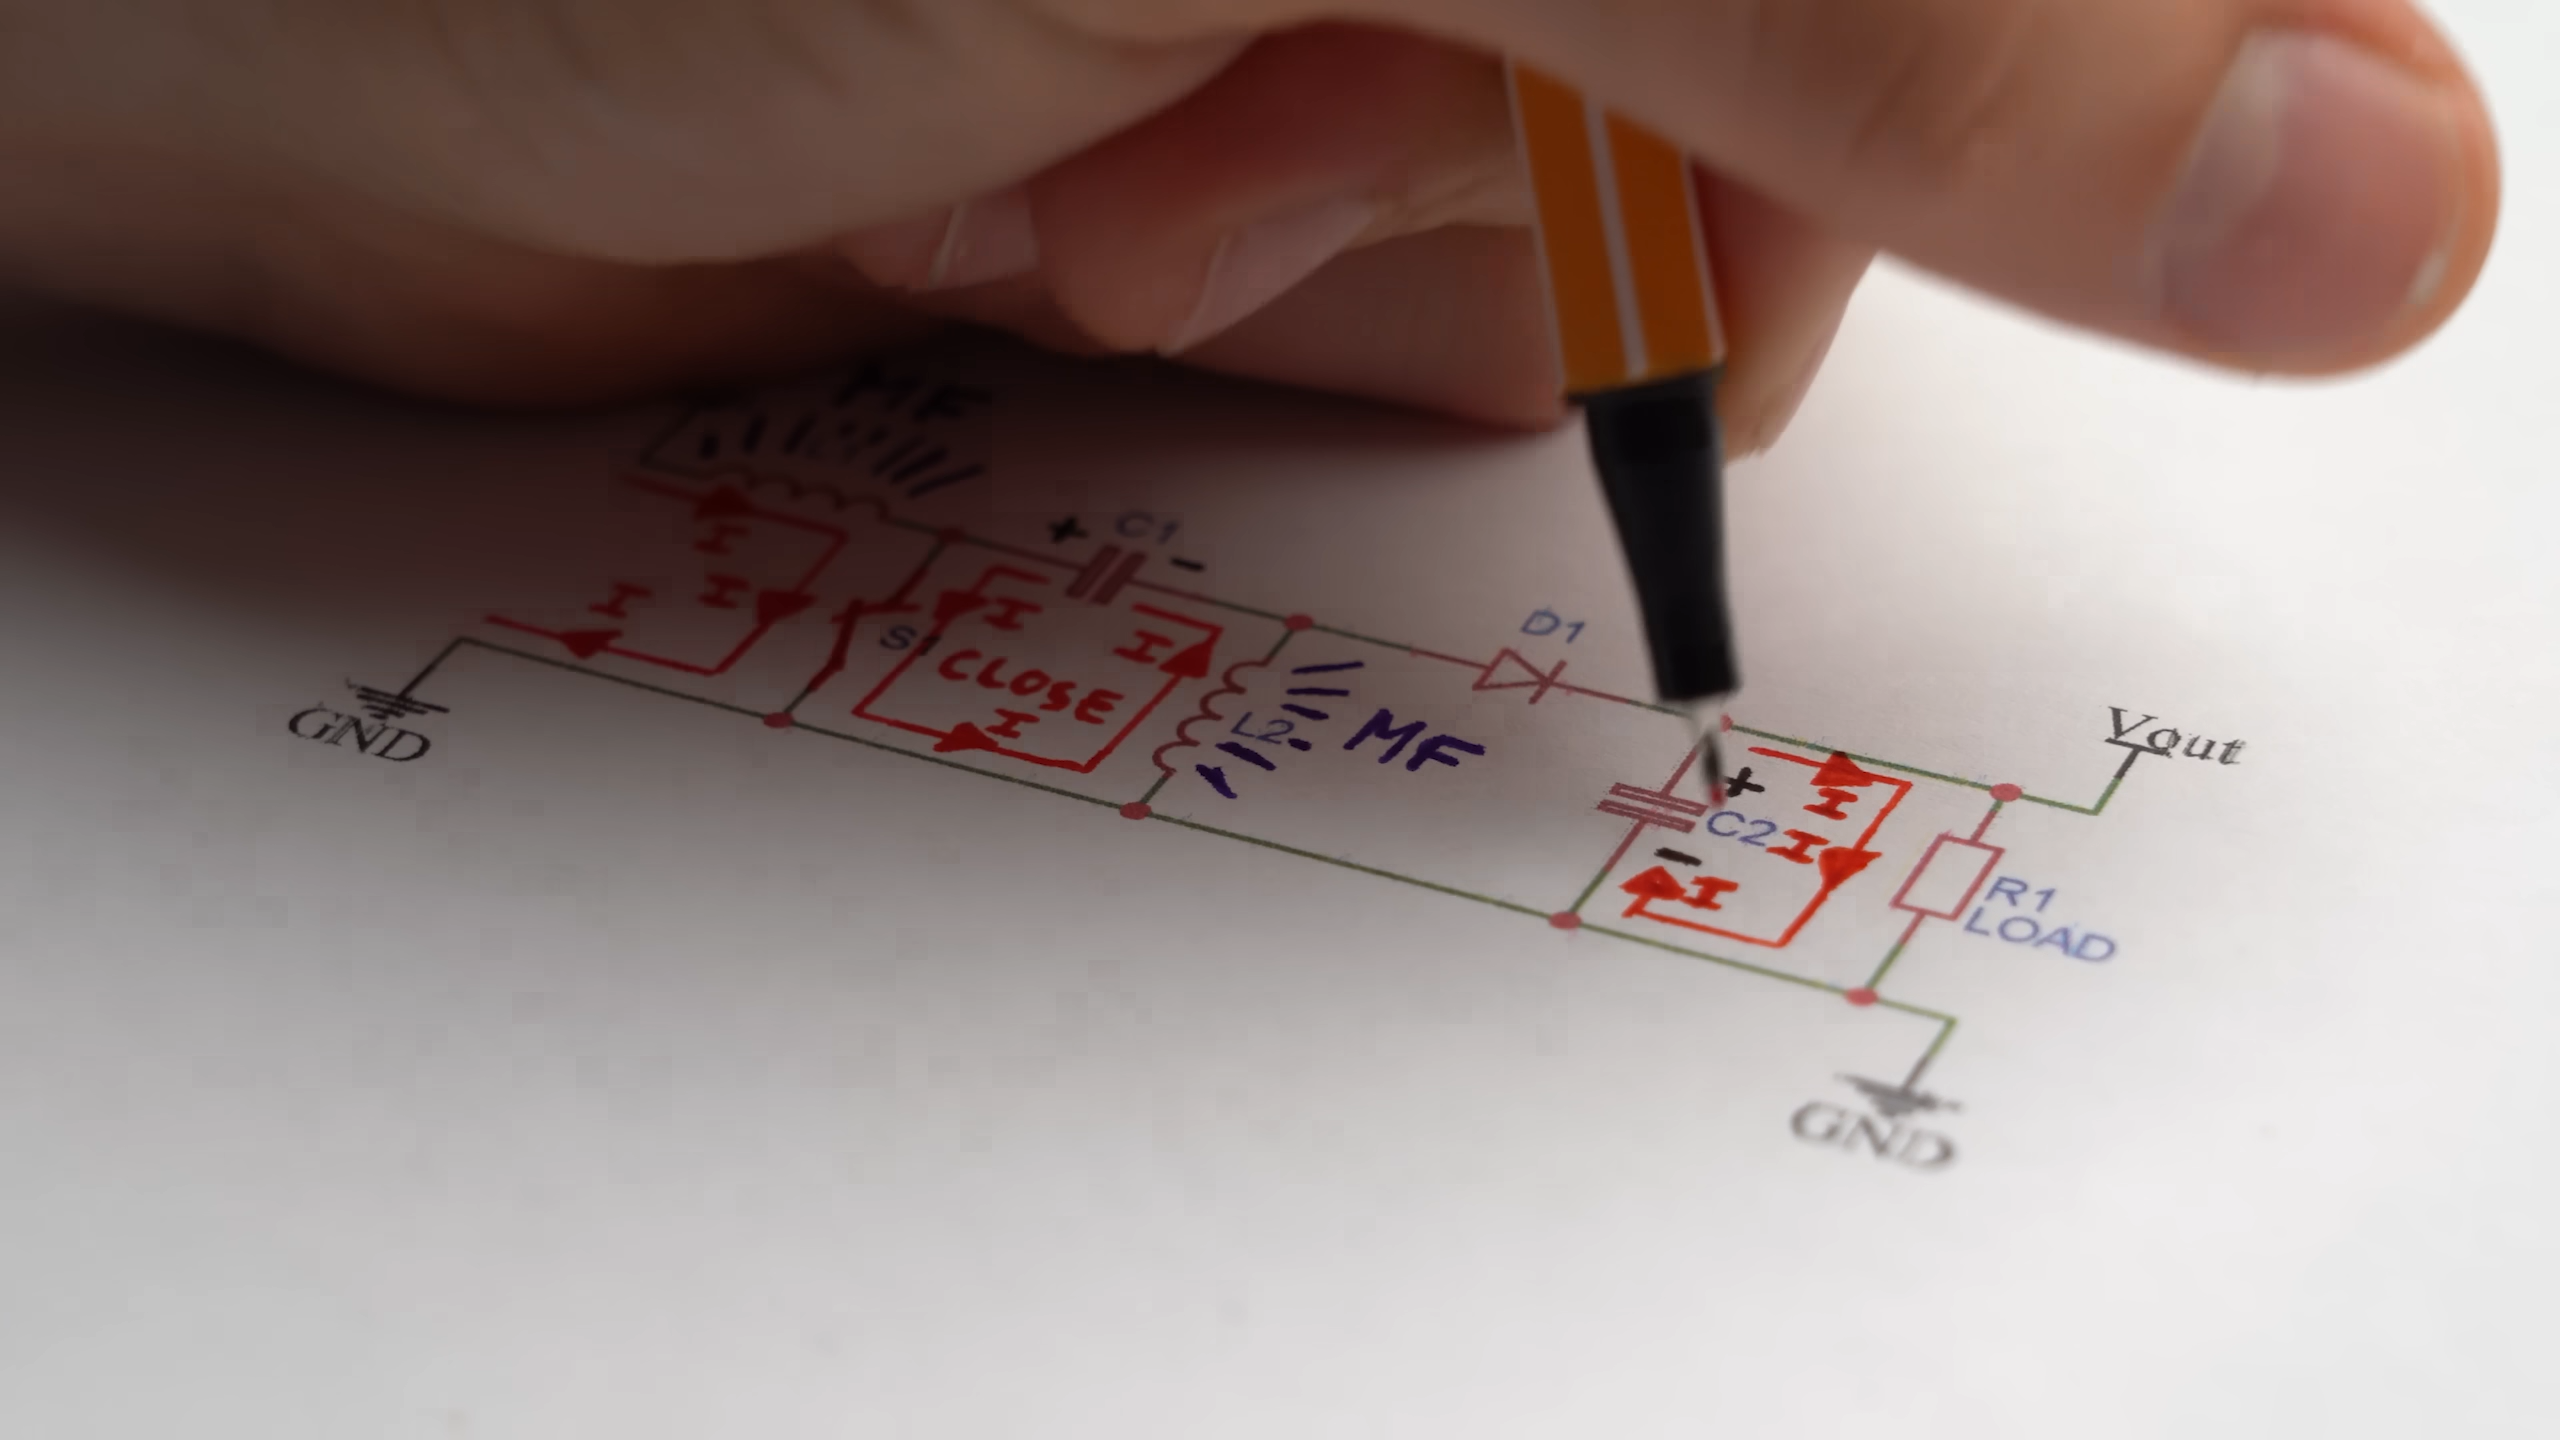 MF
+ C1 -
I
I
I
S1
I
I
CLOSE
I
L2
MF
D1
Vout
GND
+
I
C2
I
-
I
R1
LOAD
GND